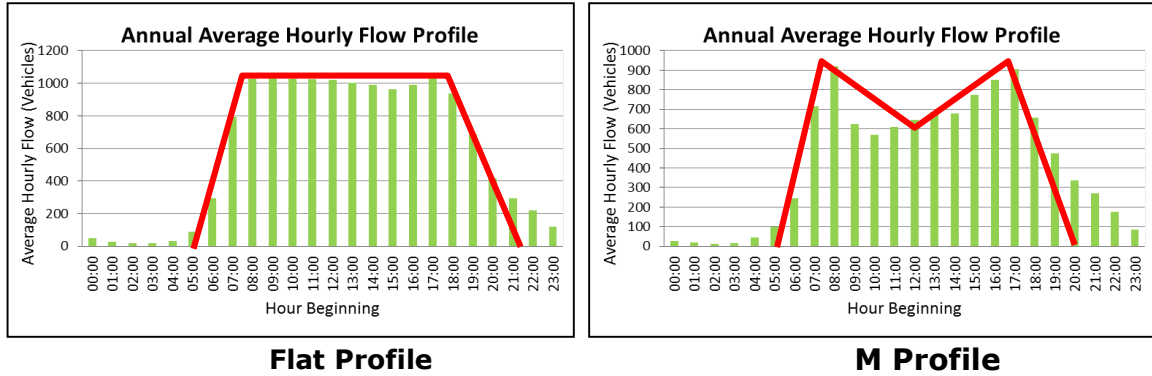 Annual Average Hourly Flow Profile
Average Hourly Flow (Vehicles)
1200
1000
800
600
400
200
0
00:00 01:00 02:00 03:00 04:00 05:00 06:00 07:00 08:00 09:00 10:00 11:00 12:00 13:00 14:00 15:00 16:00 17:00 18:00 19:00 20:00 21:00 22:00 23:00
Hour Beginning
Flat Profile
Annual Average Hourly Flow Profile
Average Hourly Flow (Vehicles)
1000
900
800
700
600
500
400
300
200
100
0
00:00 01:00 02:00 03:00 04:00 05:00 06:00 07:00 08:00 09:00 10:00 11:00 12:00 13:00 14:00 15:00 16:00 17:00 18:00 19:00 20:00 21:00 22:00 23:00
Hour Beginning
M Profile